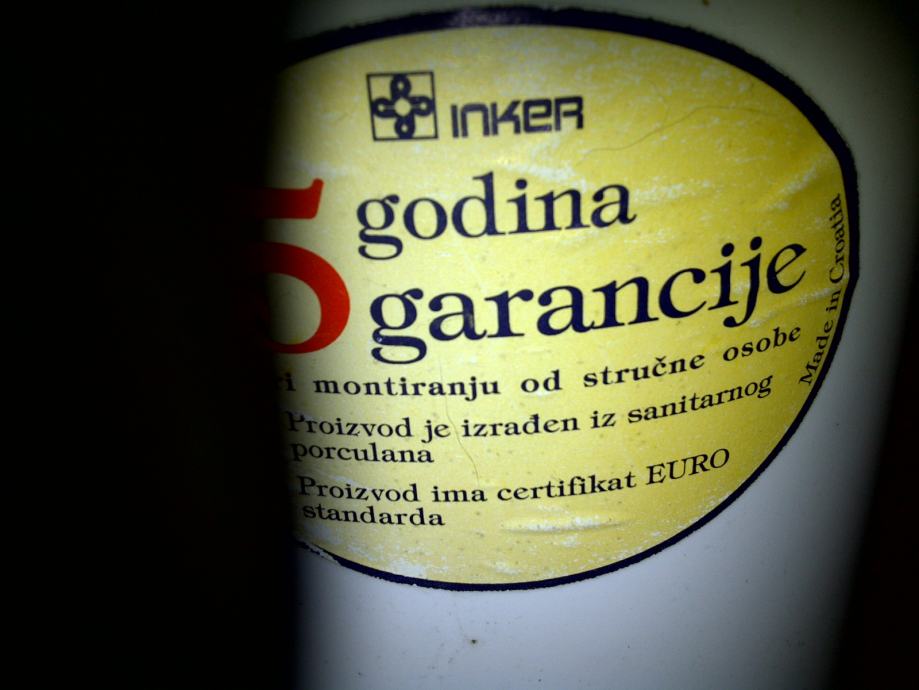 INKER
5 godina
garancije
ri montiranju od stručne osobe
Proizvod je izrađen iz sanitarnog
porculana
Proizvod ima certifikat EURO
standarda
Made in Croatia